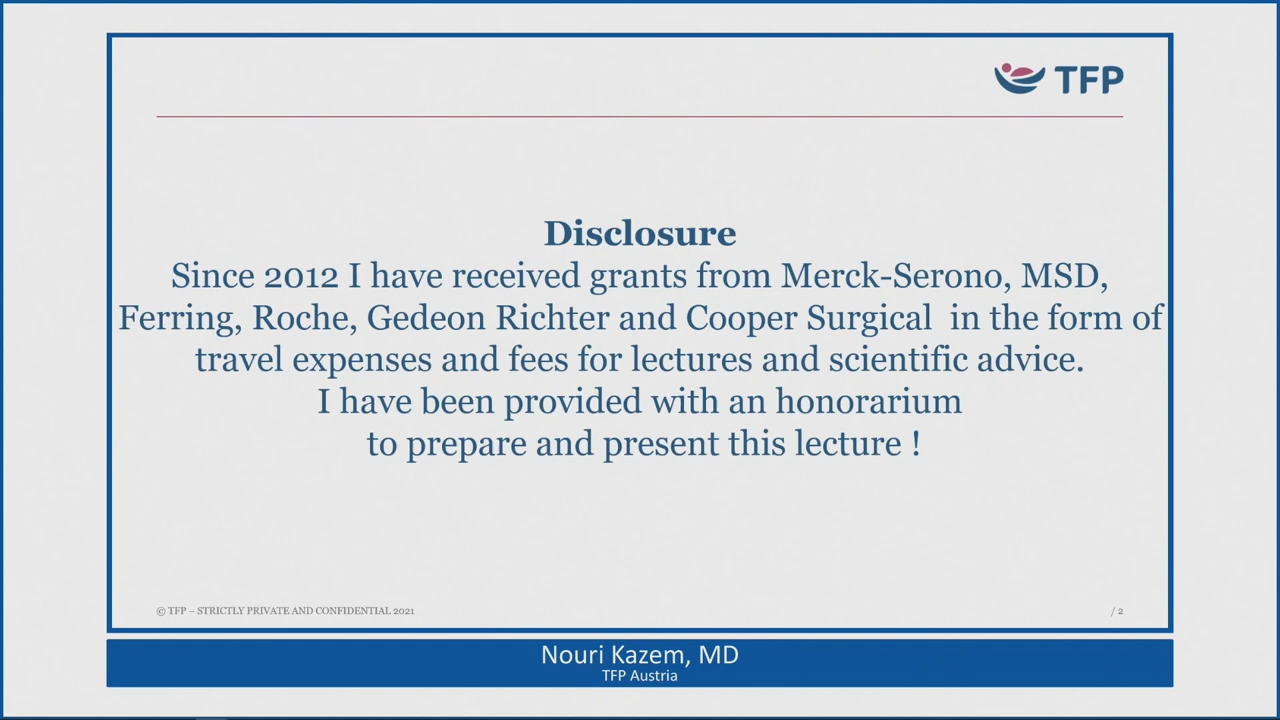 TFP
Disclosure
Since 2012 I have received grants from Merck-Serono, MSD,
Ferring, Roche, Gedeon Richter and Cooper Surgical  in the form of
travel expenses and fees for lectures and scientific advice.
I have been provided with an honorarium
to prepare and present this lecture !
© TFP – STRICTLY PRIVATE AND CONFIDENTIAL 2021
/ 2
Nouri Kazem, MD
TFP Austria